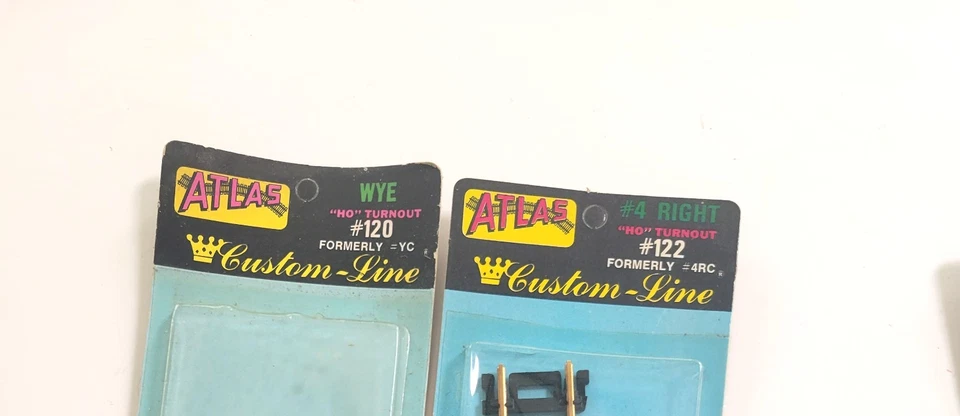 ATLAS
WYE
"HO" TURNOUT
#120
FORMERLY #YC
Custom-Line
ATLAS
#4 RIGHT
"HO" TURNOUT
#122
FORMERLY #4RC
Custom-Line